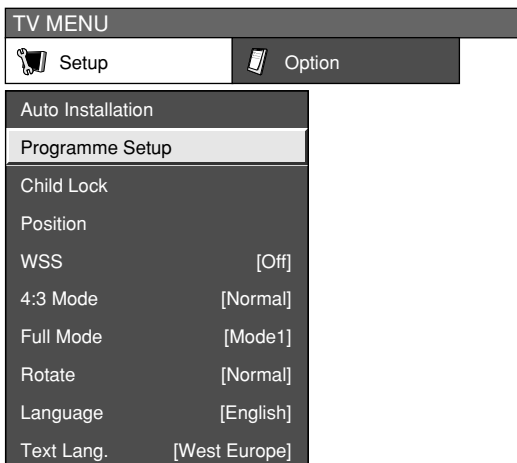 TV MENU
Setup Option
Auto Installation
Programme Setup
Child Lock
Position
WSS [Off]
4:3 Mode [Normal]
Full Mode [Mode1]
Rotate [Normal]
Language [English]
Text Lang. [West Europe]